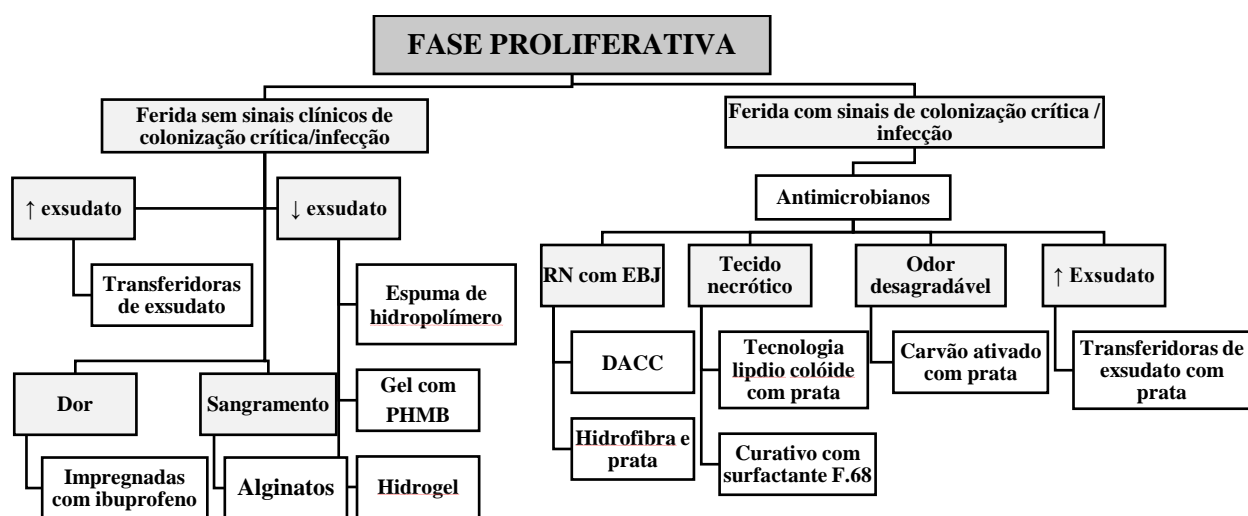 FASE PROLIFERATIVA
Ferida sem sinais clínicos de
colonização crítica/infecção
↑ exsudato
↓ exsudato
Transferidoras
de exsudato
Espuma de
hidropolímero
Gel com
PHMB
Hidrogel
Dor
Sangramento
Impregnadas
com ibuprofeno
Alginatos
Ferida com sinais de colonização crítica /
infecção
Antimicrobianos
RN com EBJ
Tecido
necrótico
Odor
desagradável
↑ Exsudato
DACC
Hidrofibra e
prata
Tecnologia
lipdio colóide
com prata
Curativo com
surfactante F.68
Carvão ativado
com prata
Transferidoras de
exsudato com
prata